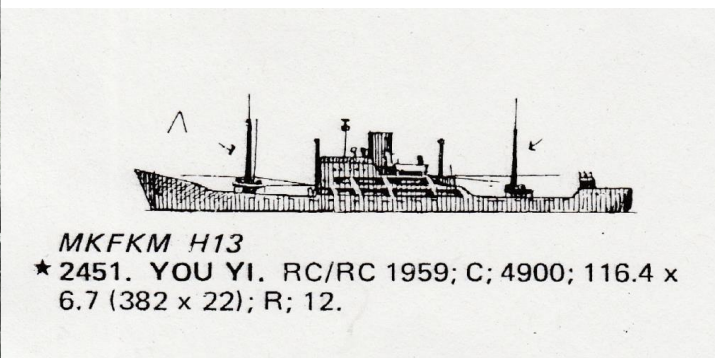 MKFKM H13
★ 2451. YOU YI. RC/RC 1959; C; 4900; 116.4 x
6.7 (382 x 22); R; 12.